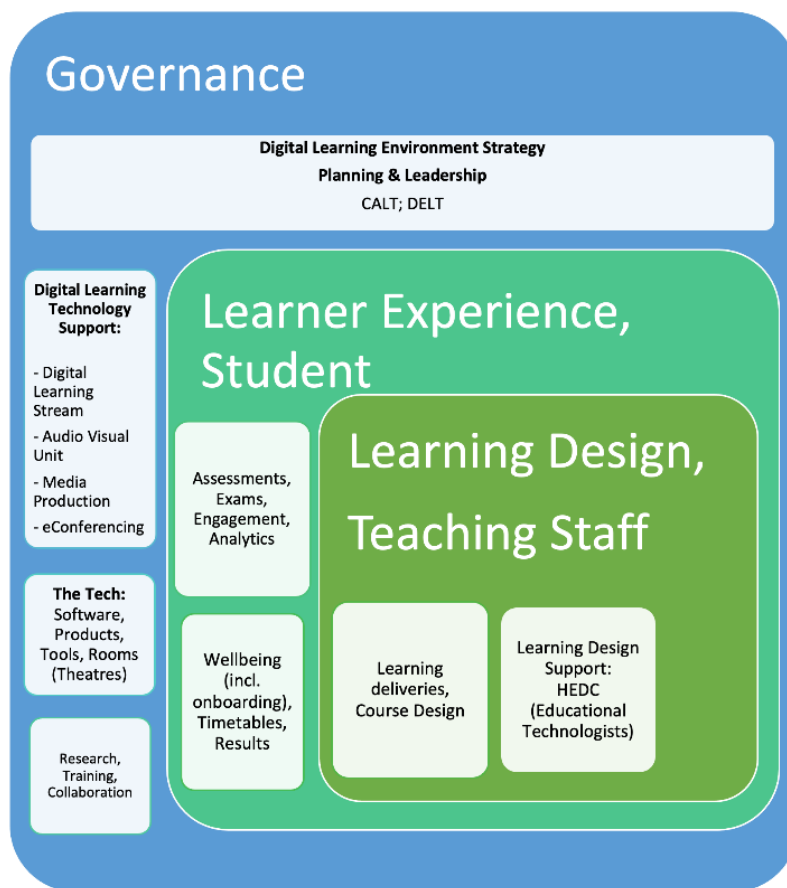 Governance
Digital Learning Environment Strategy
Planning & Leadership
CALT; DELT
Digital Learning
Technology
Support:
- Digital
Learning
Stream
- Audio Visual
Unit
- Media
Production
- eConferencing
The Tech:
Software,
Products,
Tools, Rooms
(Theatres)
Research,
Training,
Collaboration
Learner Experience,
Student
Assessments,
Exams,
Engagement,
Analytics
Wellbeing
(incl.
onboarding),
Timetables,
Results
Learning Design,
Teaching Staff
Learning
deliveries,
Course Design
Learning Design
Support:
HEDC
(Educational
Technologists)